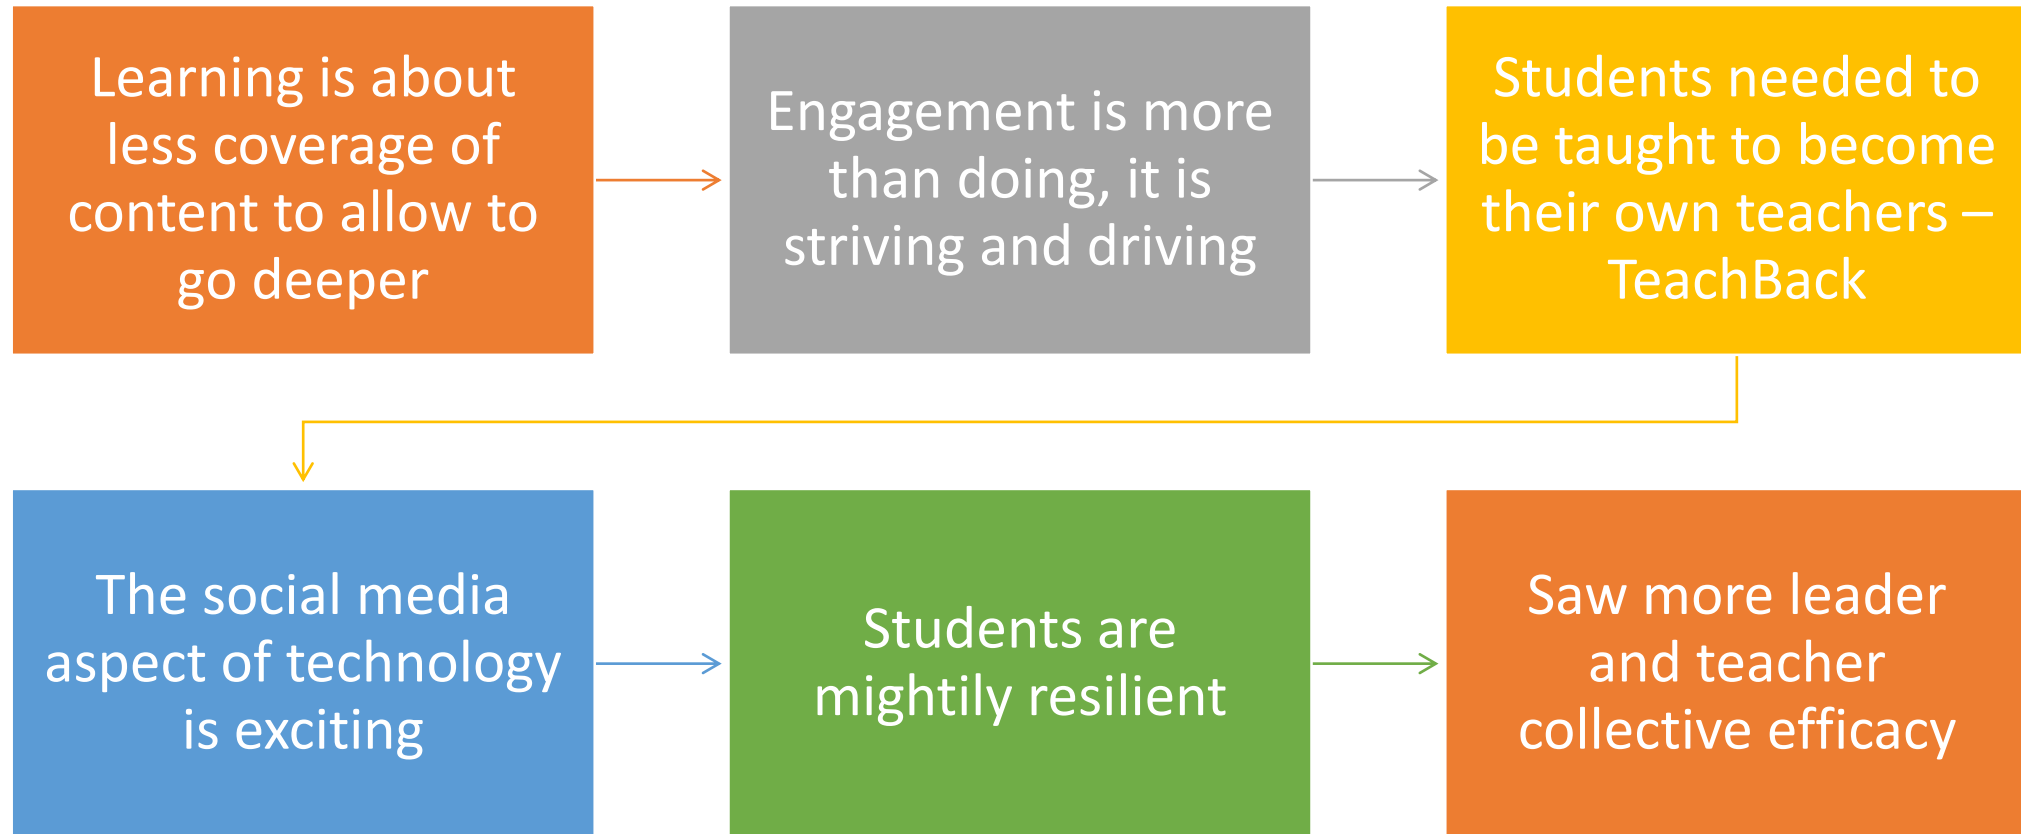 Learning is about
less coverage of
content to allow to
go deeper
Engagement is more
than doing, it is
striving and driving
Students needed to
be taught to become
their own teachers –
TeachBack
The social media
aspect of technology
is exciting
Students are
mightily resilient
Saw more leader
and teacher
collective efficacy